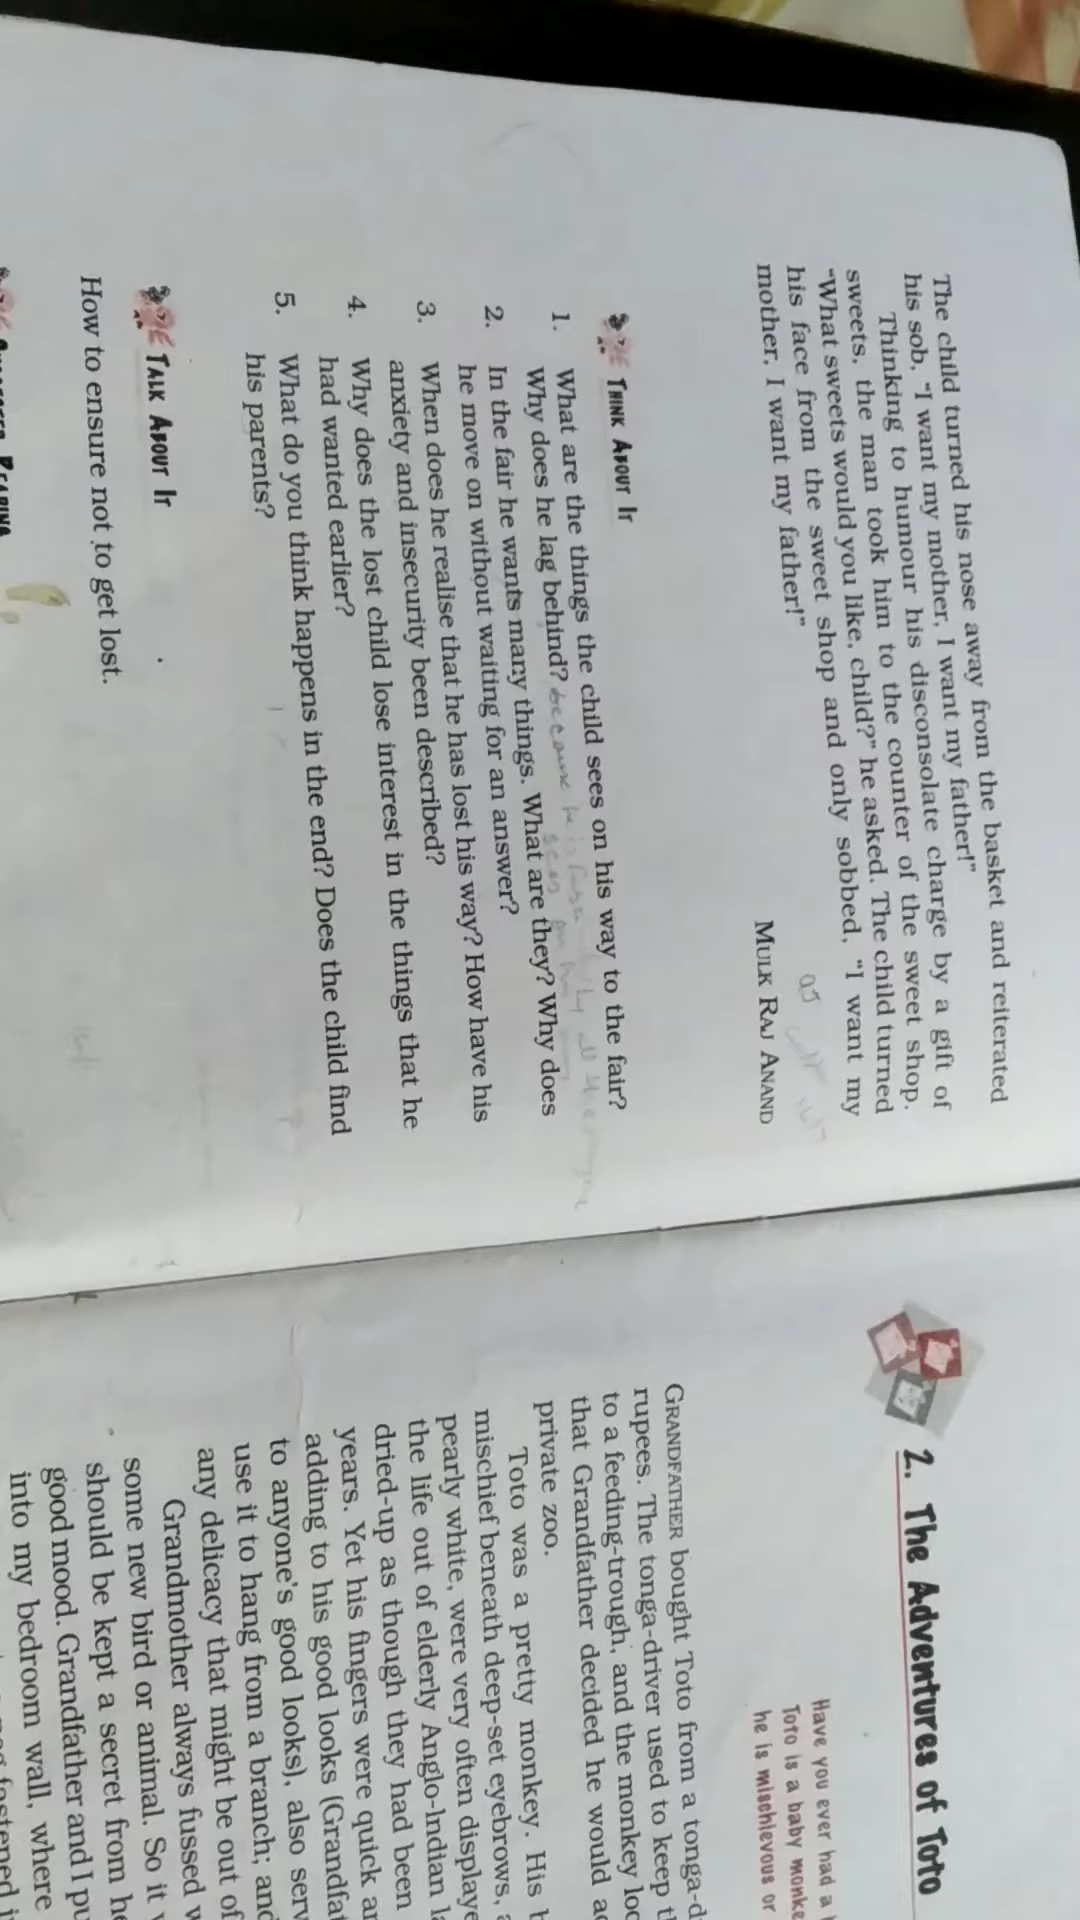 The child turned his nose away from the basket and reiterated
his sob, "I want my mother, I want my father!"
Thinking to humour his disconsolate charge by a gift of
sweets, the man took him to the counter of the sweet shop.
"What sweets would you like, child?" he asked. The child turned
his face from the sweet shop and only sobbed, "I want my
mother, I want my father!"
MULK RAJ ANAND
THINK ABOUT IT
1. What are the things the child sees on his way to the fair?
Why does he lag behind? because he is
2. In the fair he wants many things. What are they? Why does
he move on without waiting for an answer?
3. When does he realise that he has lost his way? How have his
anxiety and insecurity been described?
4. Why does the lost child lose interest in the things that he
had wanted earlier?
5. What do you think happens in the end? Does the child find
his parents?
TALK ABOUT IT
How to ensure not to get lost.
2. The Adventures of Toto
Have you ever had a
Toto is a baby monke
he is mischievous or
GRANDFATHER bought Toto from a tonga-d
rupees. The tonga-driver used to keep t
to a feeding-trough, and the monkey loo
that Grandfather decided he would a
private zoo.
Toto was a pretty monkey. His b
mischief beneath deep-set eyebrows, a
pearly white, were very often displaye
the life out of elderly Anglo-Indian la
dried-up as though they had been
years. Yet his fingers were quick an
adding to his good looks (Grandfat
to anyone's good looks), also serv
use it to hang from a branch; and
any delicacy that might be out of
Grandmother always fussed w
some new bird or animal. So it w
should be kept a secret from he
good mood. Grandfather and I pu
into my bedroom wall, where